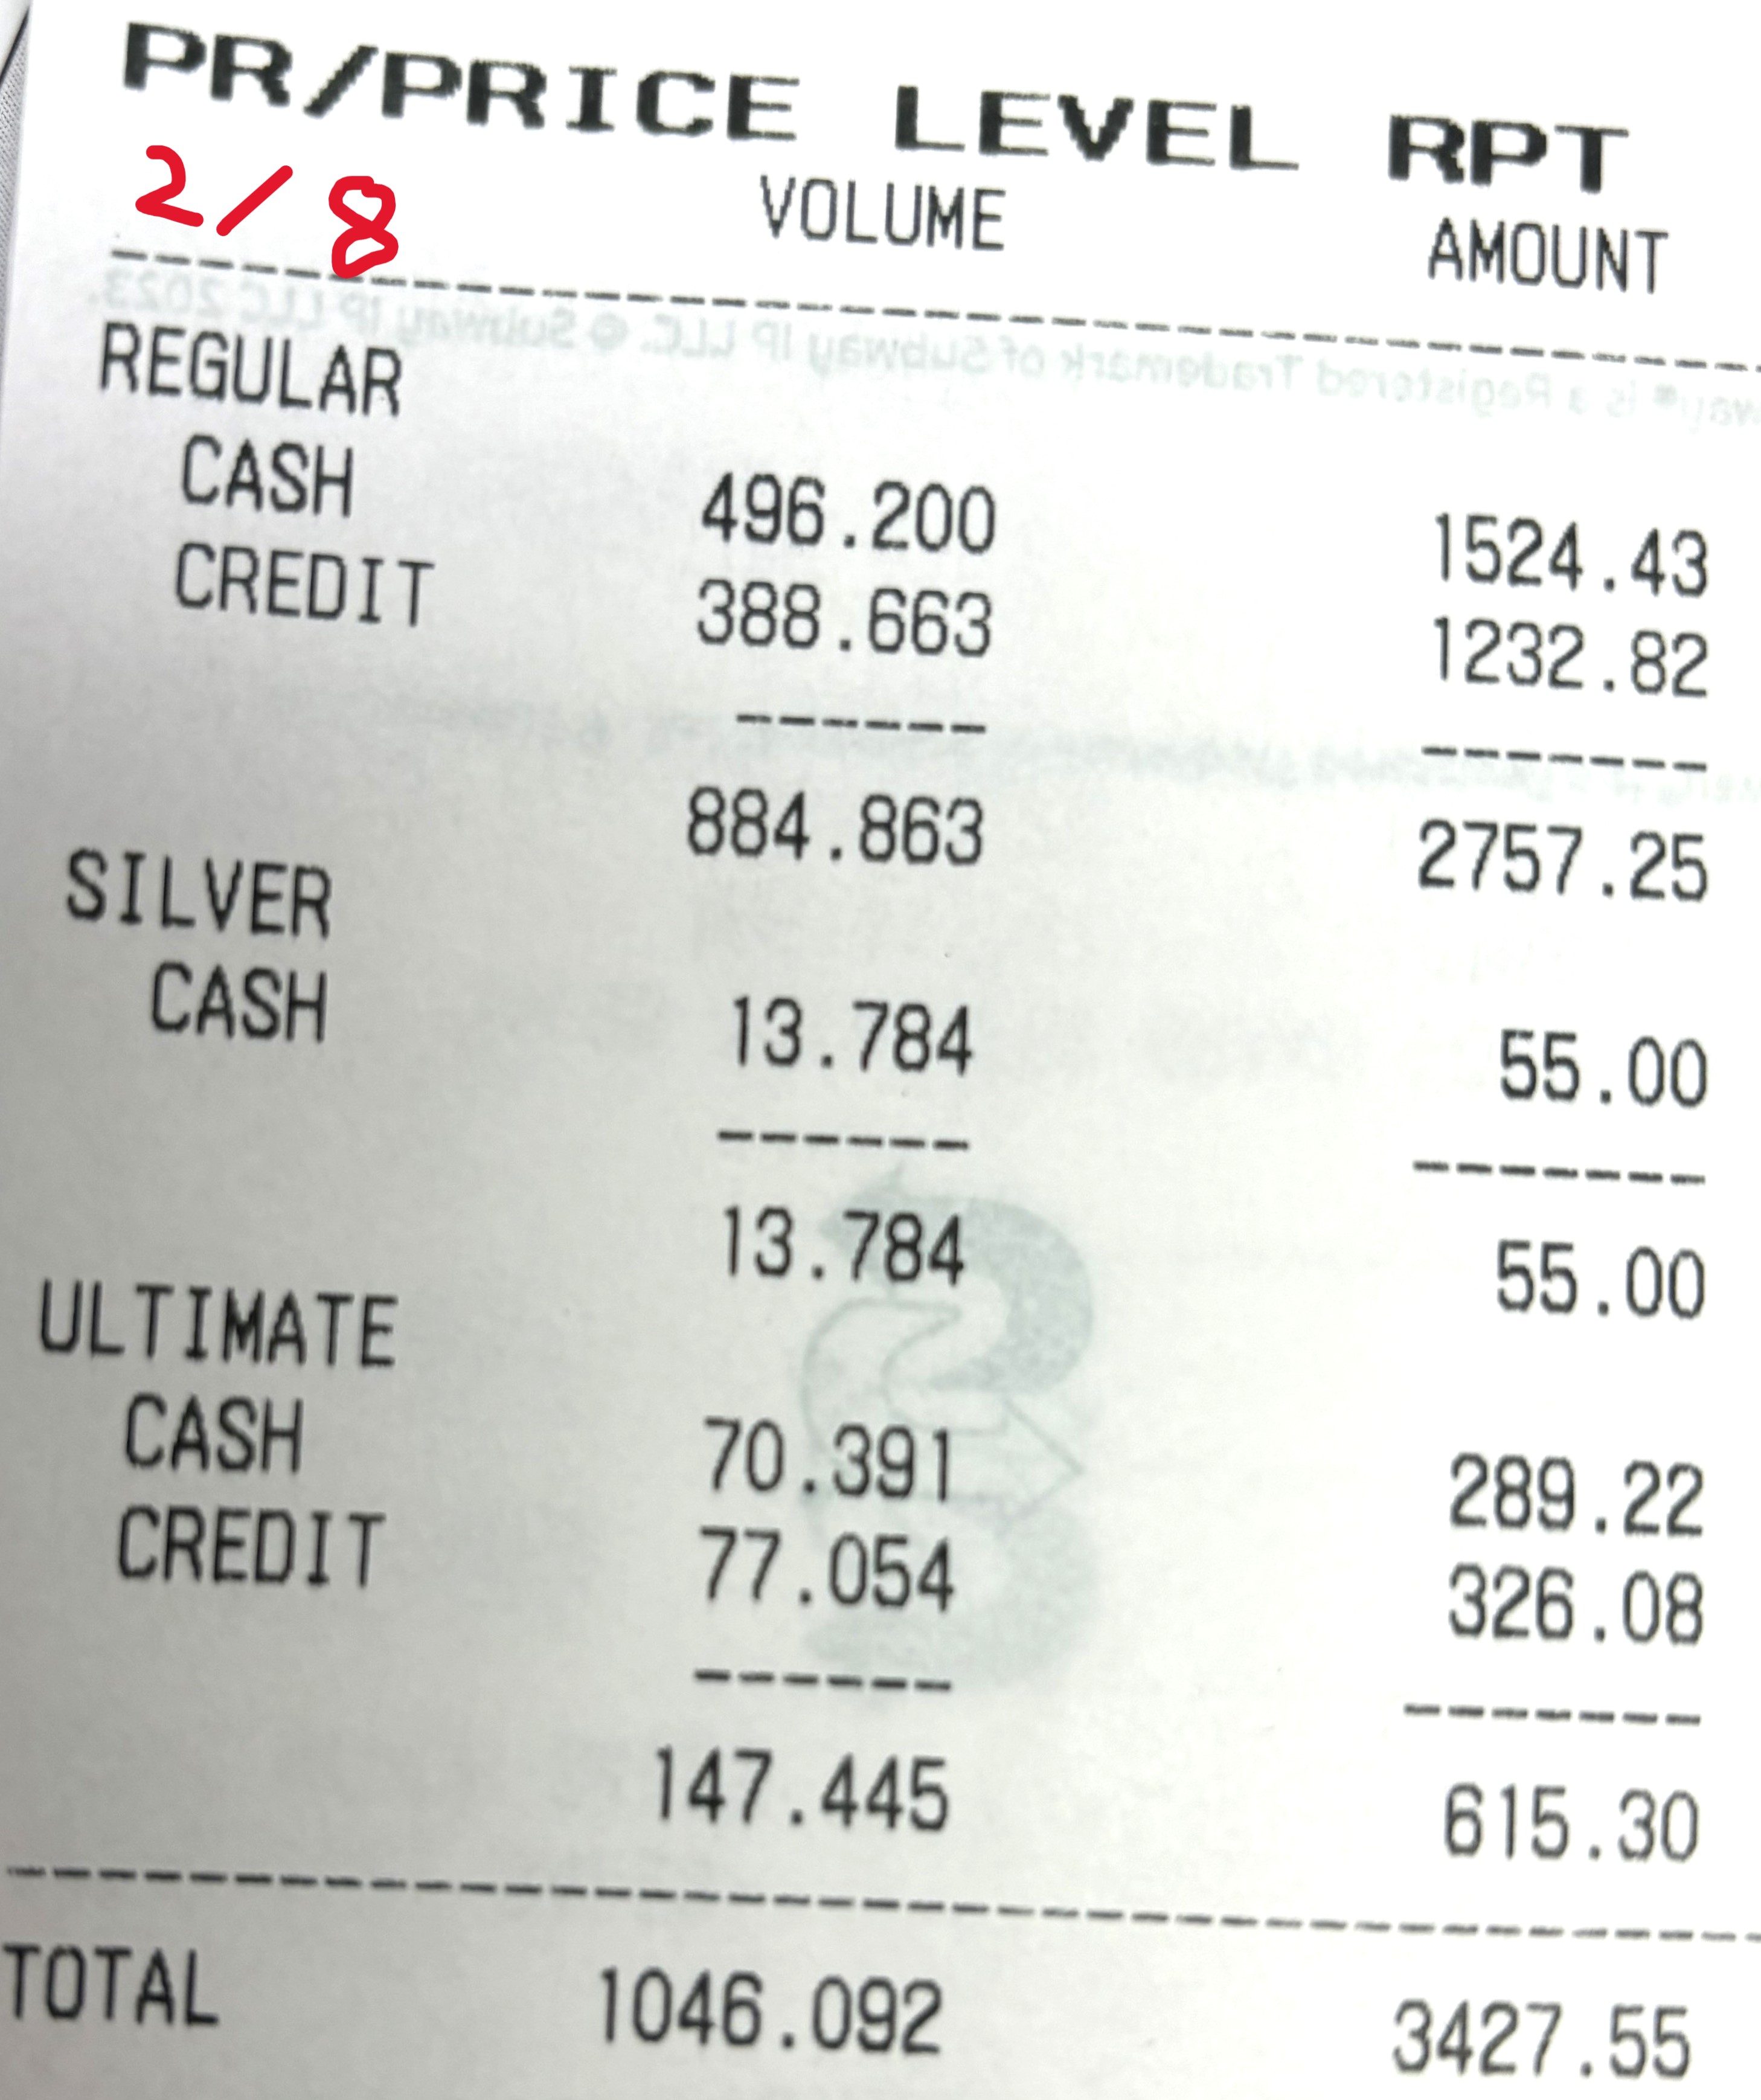 PR/PRICE LEVEL RPT
2/8 VOLUME AMOUNT
REGULAR
CASH 496.200 1524.43
CREDIT 388.663 1232.82
884.863 2757.25
SILVER
CASH 13.784 55.00
13.784 55.00
ULTIMATE
CASH 70.391 289.22
CREDIT 77.054 326.08
147.445 615.30
TOTAL 1046.092 3427.55
is a Registered Trademark of Subway IP LLC. © Subway IP LLC 2023.